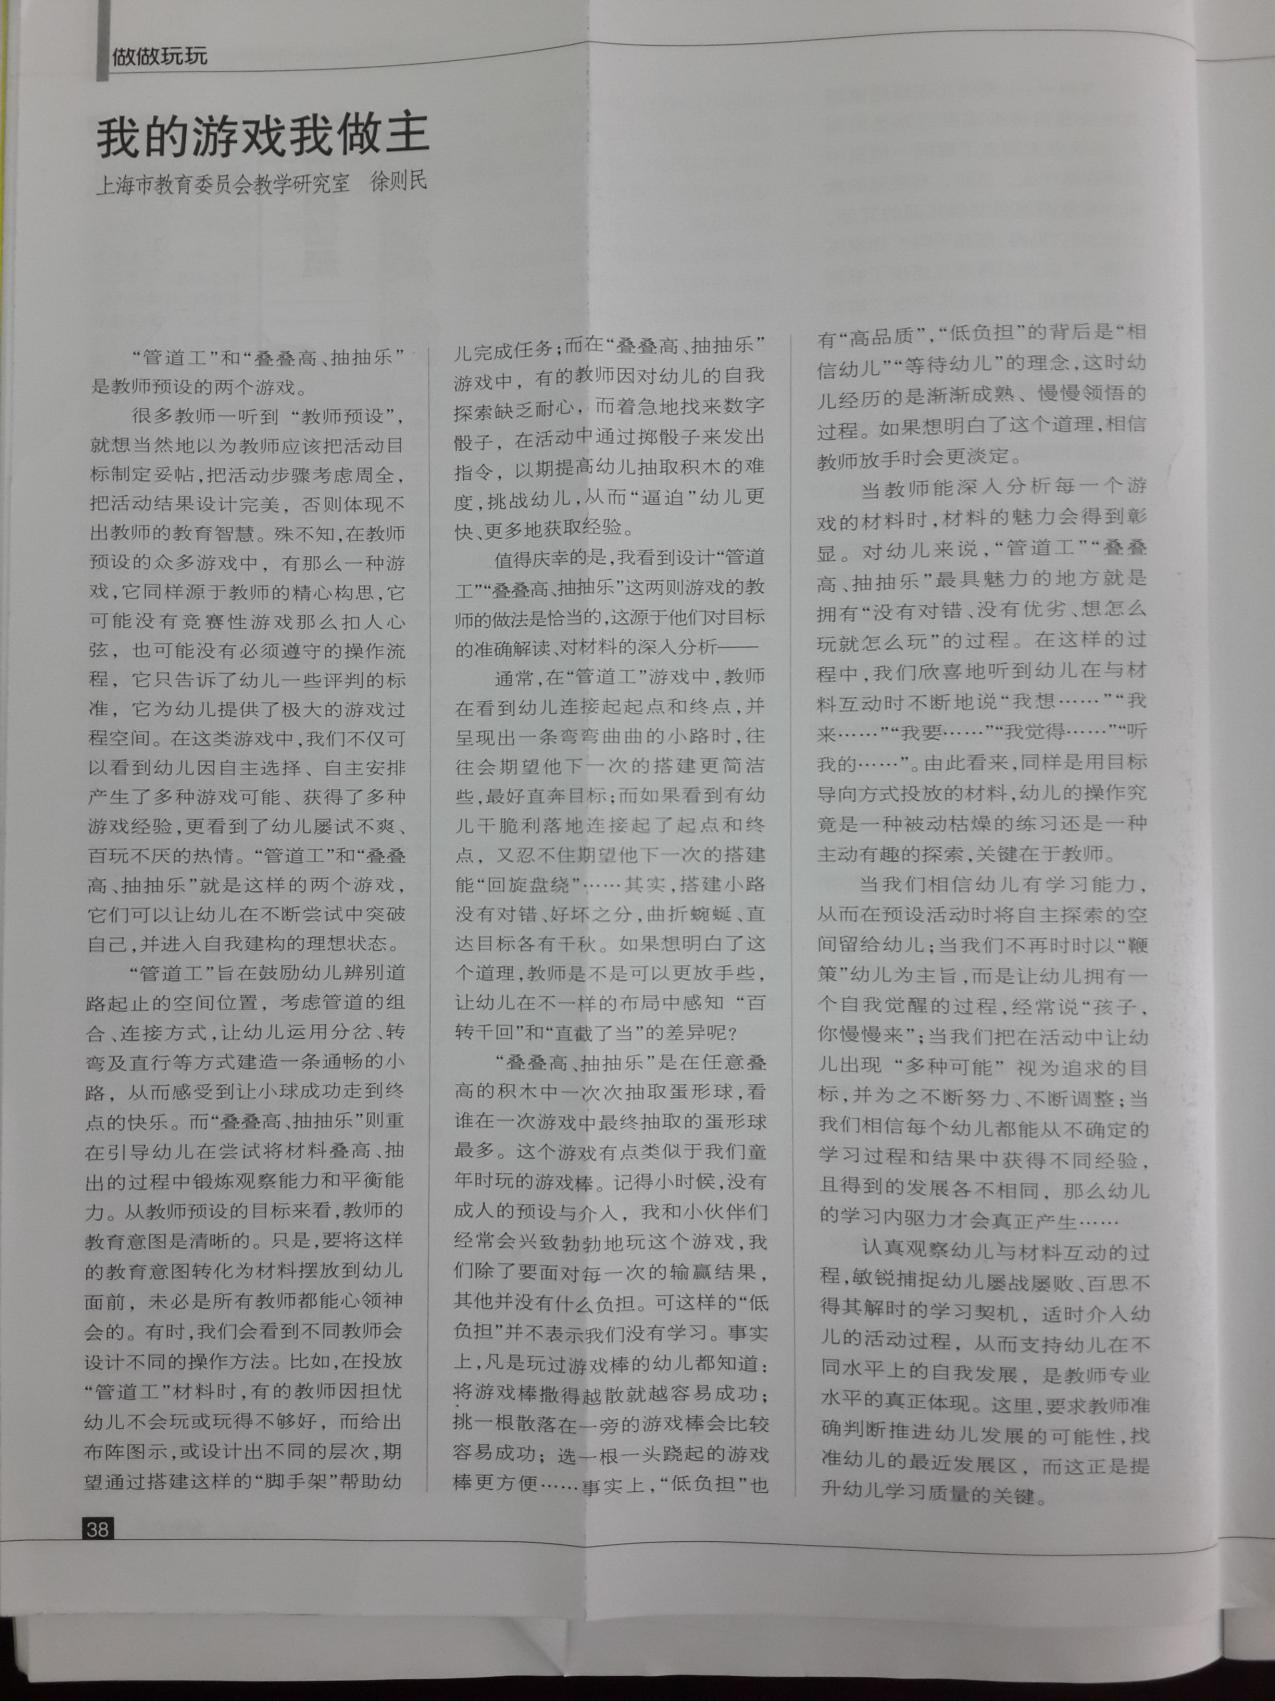 做做玩玩
我的游戏我做主
上海市教育委员会教学研究室　徐则民
“管道工”和“叠叠高、抽抽乐”
是教师预设的两个游戏。
很多教师一听到“教师预设”，
就想当然地以为教师应该把活动目
标制定妥帖，把活动步骤考虑周全，
把活动结果设计完美，否则体现不
出教师的教育智慧。殊不知，在教师
预设的众多游戏中，有那么一种游
戏，它同样源于教师的精心构思，它
可能没有竞赛性游戏那么扣人心
弦，也可能没有必须遵守的操作流
程，它只告诉了幼儿一些评判的标
准，它为幼儿提供了极大的游戏过
程空间。在这类游戏中，我们不仅可
以看到幼儿因自主选择、自主安排
产生了多种游戏可能、获得了多种
游戏经验，更看到了幼儿屡试不爽、
百玩不厌的热情。“管道工”和“叠叠
高、抽抽乐”就是这样的两个游戏，
它们可以让幼儿在不断尝试中突破
自己，并进入自我建构的理想状态。
“管道工”旨在鼓励幼儿辨别道
路起止的空间位置，考虑管道的组
合、连接方式，让幼儿运用分岔、转
弯及直行等方式建造一条通畅的小
路，从而感受到让小球成功走到终
点的快乐。而“叠叠高、抽抽乐”则重
在引导幼儿在尝试将材料叠高、抽
出的过程中锻炼观察能力和平衡能
力。从教师预设的目标来看，教师的
教育意图是清晰的。只是，要将这样
的教育意图转化为材料摆放到幼儿
面前，未必是所有教师都能心领神
会的。有时，我们会看到不同教师会
设计不同的操作方法。比如，在投放
“管道工”材料时，有的教师因担忧
幼儿不会玩或玩得不够好，而给出
布阵图示，或设计出不同的层次，期
望通过搭建这样的“脚手架”帮助幼
儿完成任务；而在“叠叠高、抽抽乐”
游戏中，有的教师因对幼儿的自我
探索缺乏耐心，而着急地找来数字
骰子，在活动中通过掷骰子来发出
指令，以期提高幼儿抽取积木的难
度，挑战幼儿，从而“逼迫”幼儿更
快、更多地获取经验。
值得庆幸的是，我看到设计“管道
工”“叠叠高、抽抽乐”这两则游戏的教
师的做法是恰当的，这源于他们对目标
的准确解读、对材料的深入分析——
通常，在“管道工”游戏中，教师
在看到幼儿连接起起点和终点，并
呈现出一条弯弯曲曲的小路时，往
往会期望他下一次的搭建更简洁
些，最好直奔目标；而如果看到有幼
儿干脆利落地连接起了起点和终
点，又忍不住期望他下一次的搭建
能“回旋盘绕”……其实，搭建小路
没有对错、好坏之分，曲折蜿蜒、直
达目标各有千秋。如果想明白了这
个道理，教师是不是可以更放手些，
让幼儿在不一样的布局中感知“百
转千回”和“直截了当”的差异呢？
“叠叠高、抽抽乐”是在任意叠
高的积木中一次次抽取蛋形球，看
谁在一次游戏中最终抽取的蛋形球
最多。这个游戏有点类似于我们童
年时玩的游戏棒。记得小时候，没有
成人的预设与介入，我和小伙伴们
经常会兴致勃勃地玩这个游戏，我
们除了要面对每一次的输赢结果，
其他并没有什么负担。可这样的“低
负担”并不表示我们没有学习。事实
上，凡是玩过游戏棒的幼儿都知道：
将游戏棒撒得越散就越容易成功；
挑一根散落在一旁的游戏棒会比较
容易成功；选一根一头跷起的游戏
棒更方便……事实上，“低负担”也
有“高品质”，“低负担”的背后是“相
信幼儿”“等待幼儿”的理念，这时幼
儿经历的是渐渐成熟、慢慢领悟的
过程。如果想明白了这个道理，相信
教师放手时会更淡定。
当教师能深入分析每一个游
戏的材料时，材料的魅力会得到彰
显。对幼儿来说，“管道工”“叠叠
高、抽抽乐”最具魅力的地方就是
拥有“没有对错、没有优劣、想怎么
玩就怎么玩”的过程。在这样的过
程中，我们欣喜地听到幼儿在与材
料互动时不断地说“我想……”“我
来……”“我要……”“我觉得……”“听
我的……”。由此看来，同样是用目标
导向方式投放的材料，幼儿的操作究
竟是一种被动枯燥的练习还是一种
主动有趣的探索，关键在于教师。
当我们相信幼儿有学习能力，
从而在预设活动时将自主探索的空
间留给幼儿；当我们不再时时以“鞭
策”幼儿为主旨，而是让幼儿拥有一
个自我觉醒的过程，经常说“孩子，
你慢慢来”；当我们把在活动中让幼
儿出现“多种可能”视为追求的目
标，并为之不断努力、不断调整；当
我们相信每个幼儿都能从不确定的
学习过程和结果中获得不同经验，
且得到的发展各不相同，那么幼儿
的学习内驱力才会真正产生……
认真观察幼儿与材料互动的过
程，敏锐捕捉幼儿屡战屡败、百思不
得其解时的学习契机，适时介入幼
儿的活动过程，从而支持幼儿在不
同水平上的自我发展，是教师专业
水平的真正体现。这里，要求教师准
确判断推进幼儿发展的可能性，找
准幼儿的最近发展区，而这正是提
升幼儿学习质量的关键。
38